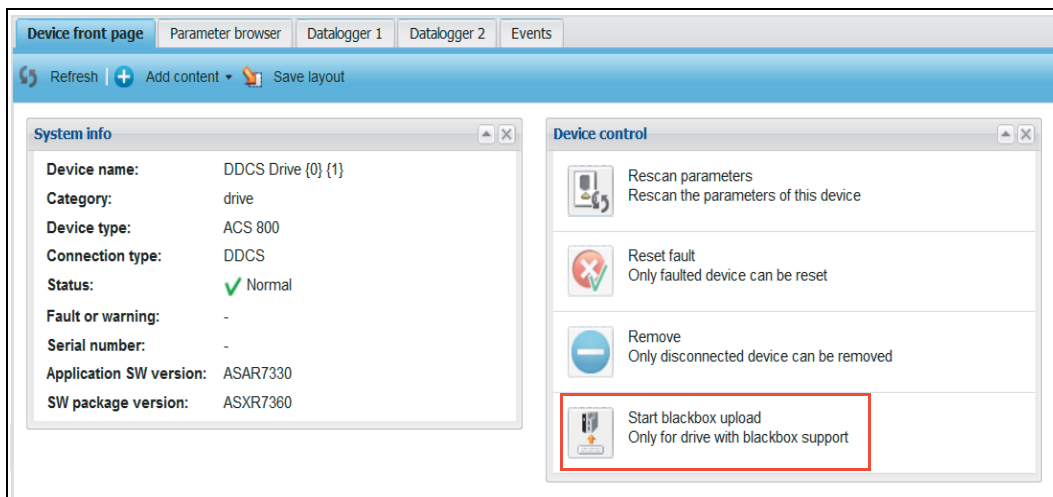 Device front page Parameter browser Datalogger 1 Datalogger 2 Events
Refresh Add content Save layout
System info
Device name: DDCS Drive {0} {1}
Category: drive
Device type: ACS 800
Connection type: DDCS
Status: Normal
Fault or warning: -
Serial number: -
Application SW version: ASAR7330
SW package version: ASXR7360
Device control
Rescan parameters
Rescan the parameters of this device
Reset fault
Only faulted device can be reset
Remove
Only disconnected device can be removed
Start blackbox upload
Only for drive with blackbox support